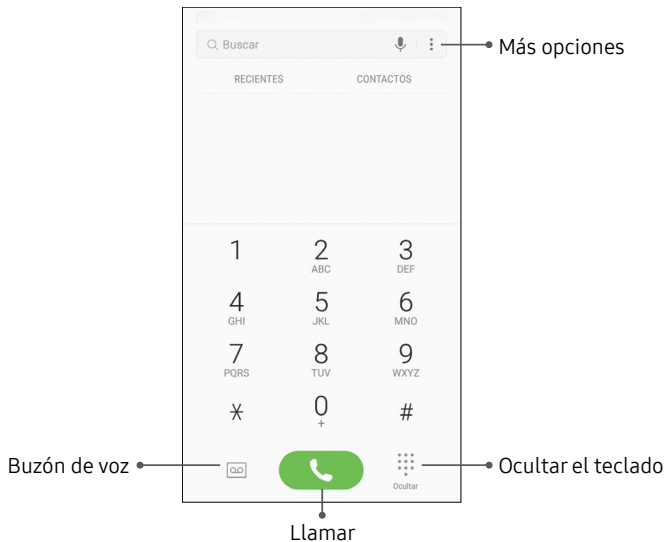 Buscar
Más opciones
RECIENTES CONTACTOS
1 2 3
ABC DEF
4 5 6
GHI JKL MNO
7 8 9
PQRS TUV WXYZ
* 0 #
+
Buzón de voz
Ocultar el teclado
Ocultar
Llamar